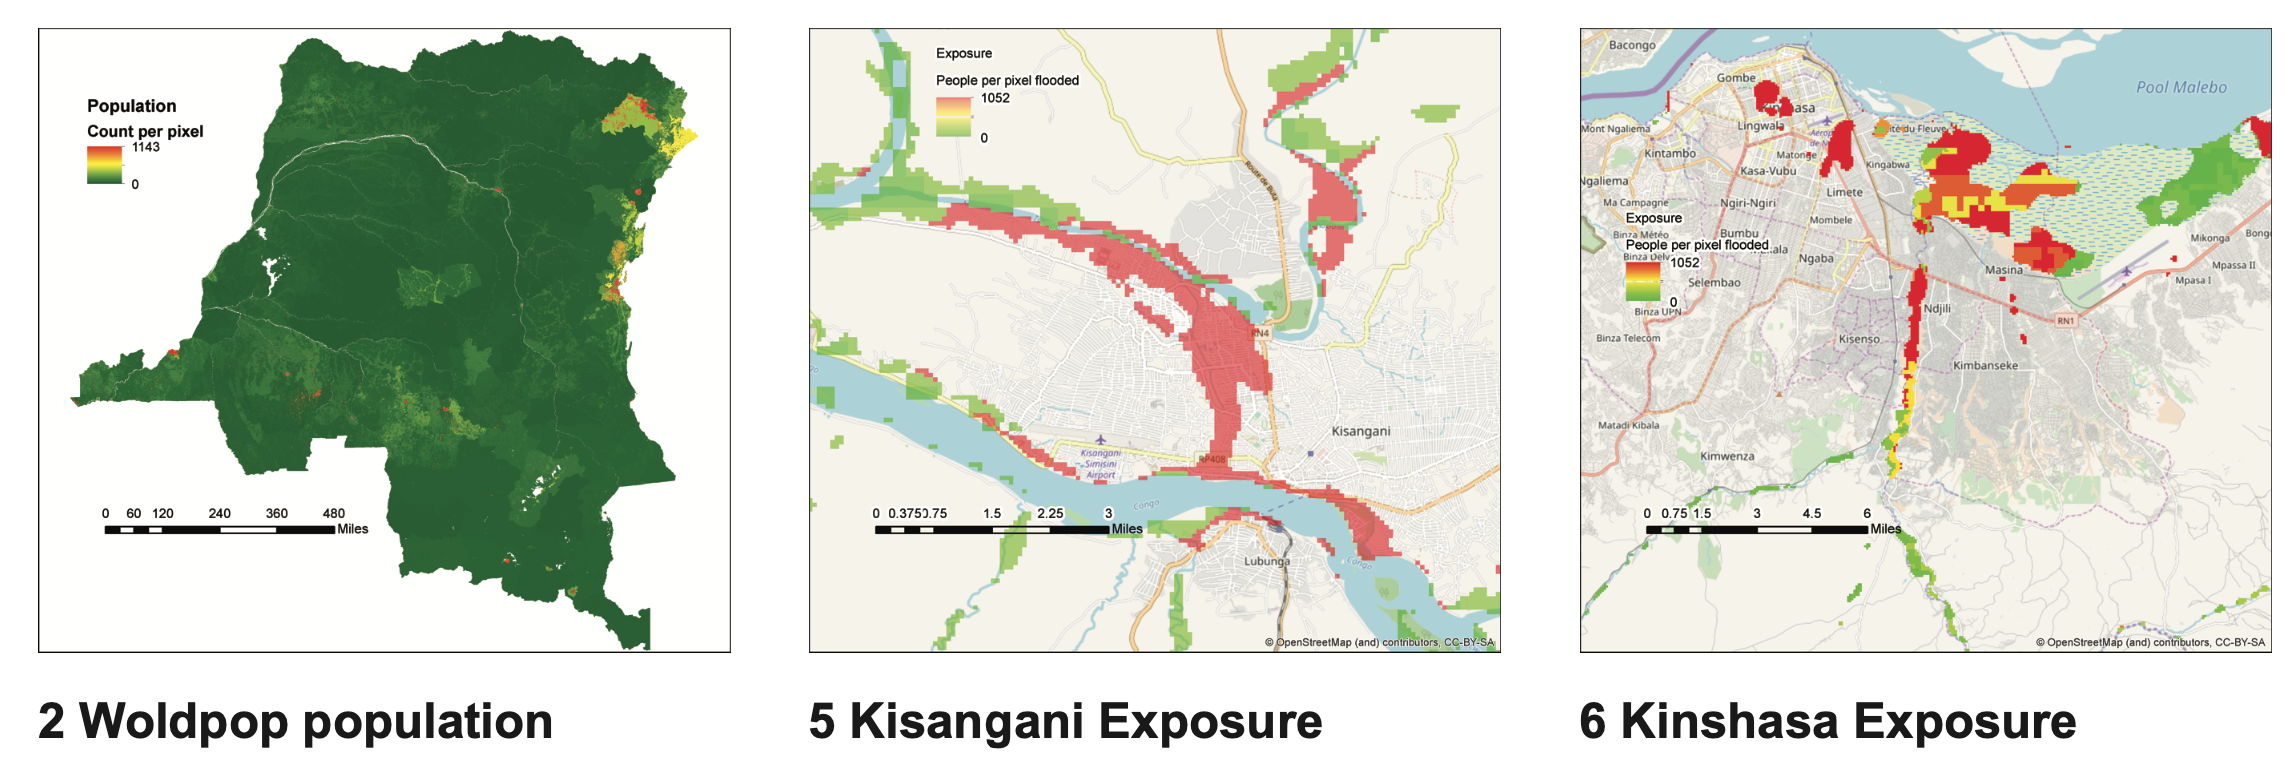 Population
Count per pixel
1143
0
0 60 120 240 360 480
Miles
2 Woldpop population
Exposure
People per pixel flooded
1052
0
Route de Buta
RN4
Kisangani
Kisangani
-Simisini
Airport
RP408
Congo
0 0.3750.75 1.5 2.25 3
Miles
Lubunga
Congo
© OpenStreetMap (and) contributors, CC-BY-SA
5 Kisangani Exposure
Bacongo
Pool Malebo
Gombe
Kinshasa
Mont Ngaliema
Lingwala
Cité du Fleuve
Kintambo
Matonge
Kingabwa
Kasa-Vubu
Ngaliema
Limete
Ma Campagne
Ngiri-Ngiri
Exposure
Mombele
Binza Météo
Bumbu
Mikonga
Bong
People per pixel flooded
Binza Delv
Ngaba
1052
Masina
Mpassa II
Selembao
Mpasa I
0
Binza UPN
Ndjili
RN1
Binza Telecom
Kisenso
Kimbanseke
Matadi Kibala
Kimwenza
0 0.75 1.5 3 4.5 6
Miles
© OpenStreetMap (and) contributors, CC-BY-SA
6 Kinshasa Exposure